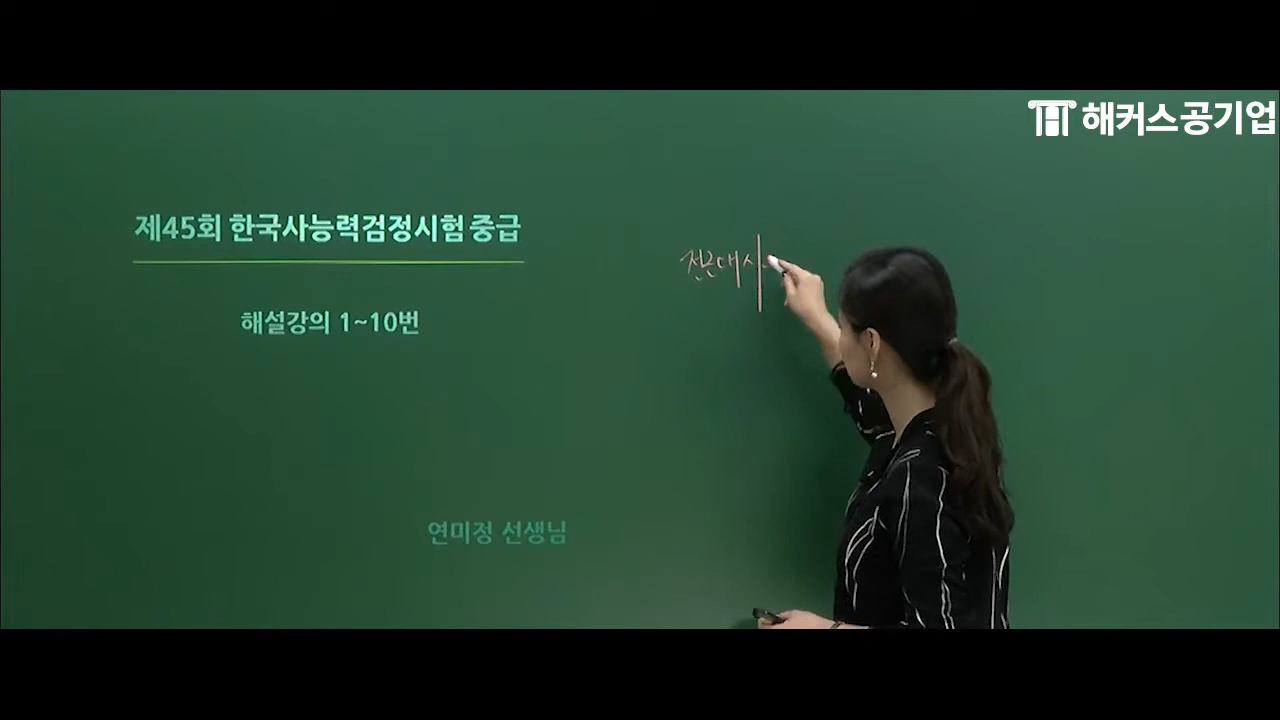 해커스공기업
제45회 한국사능력검정시험 중급
해설강의 1~10번
전근대사
연미정 선생님